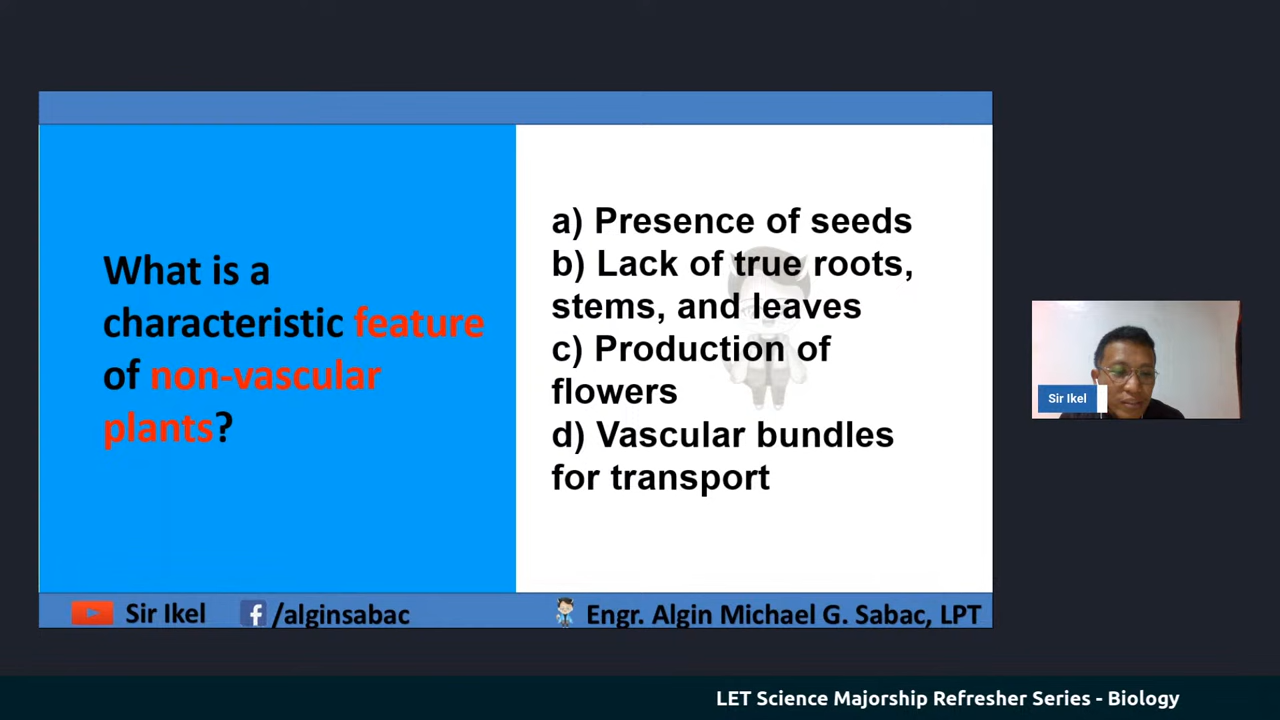 What is a
characteristic feature
of non-vascular
plants?
a) Presence of seeds
b) Lack of true roots,
stems, and leaves
c) Production of
flowers
d) Vascular bundles
for transport
Sir Ikel
Sir Ikel
/alginsabac
Engr. Algin Michael G. Sabac, LPT
LET Science Majorship Refresher Series - Biology